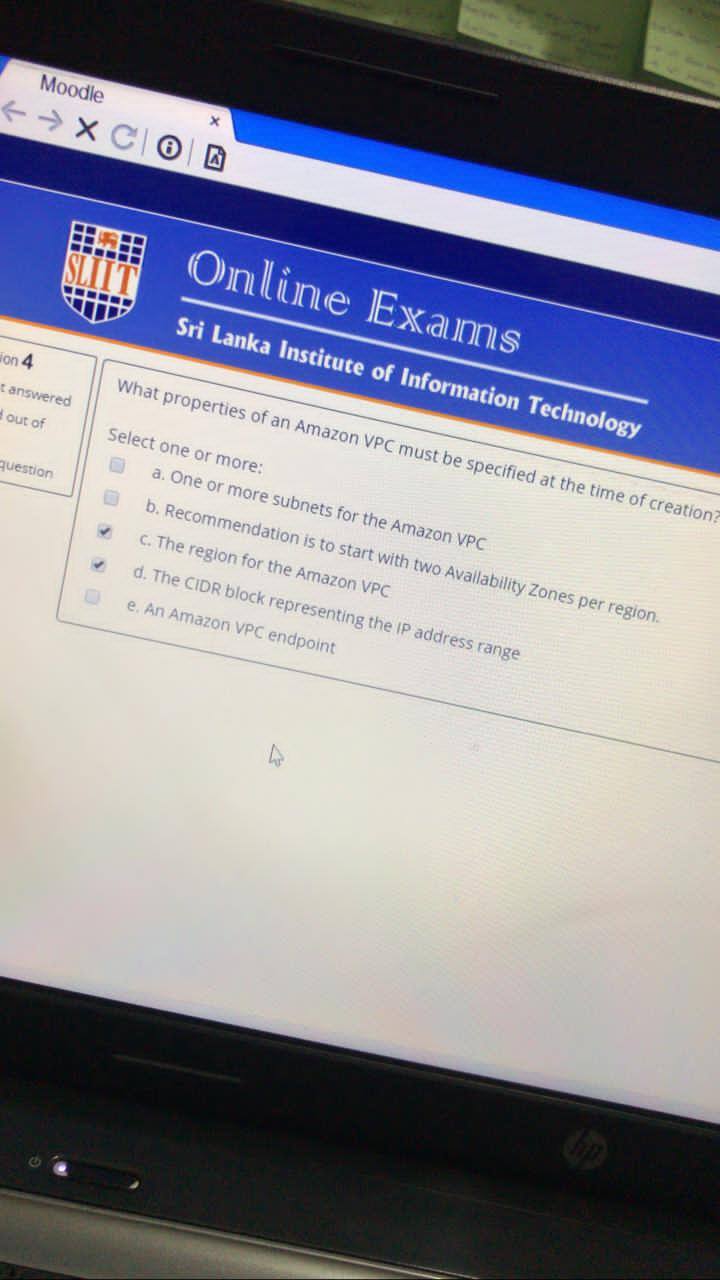 Moodle
SLIIT
Online Exams
Sri Lanka Institute of Information Technology
ion 4
t answered
out of
question
What properties of an Amazon VPC must be specified at the time of creation?
Select one or more:
a. One or more subnets for the Amazon VPC
b. Recommendation is to start with two Availability Zones per region.
c. The region for the Amazon VPC
d. The CIDR block representing the IP address range
e. An Amazon VPC endpoint
hp